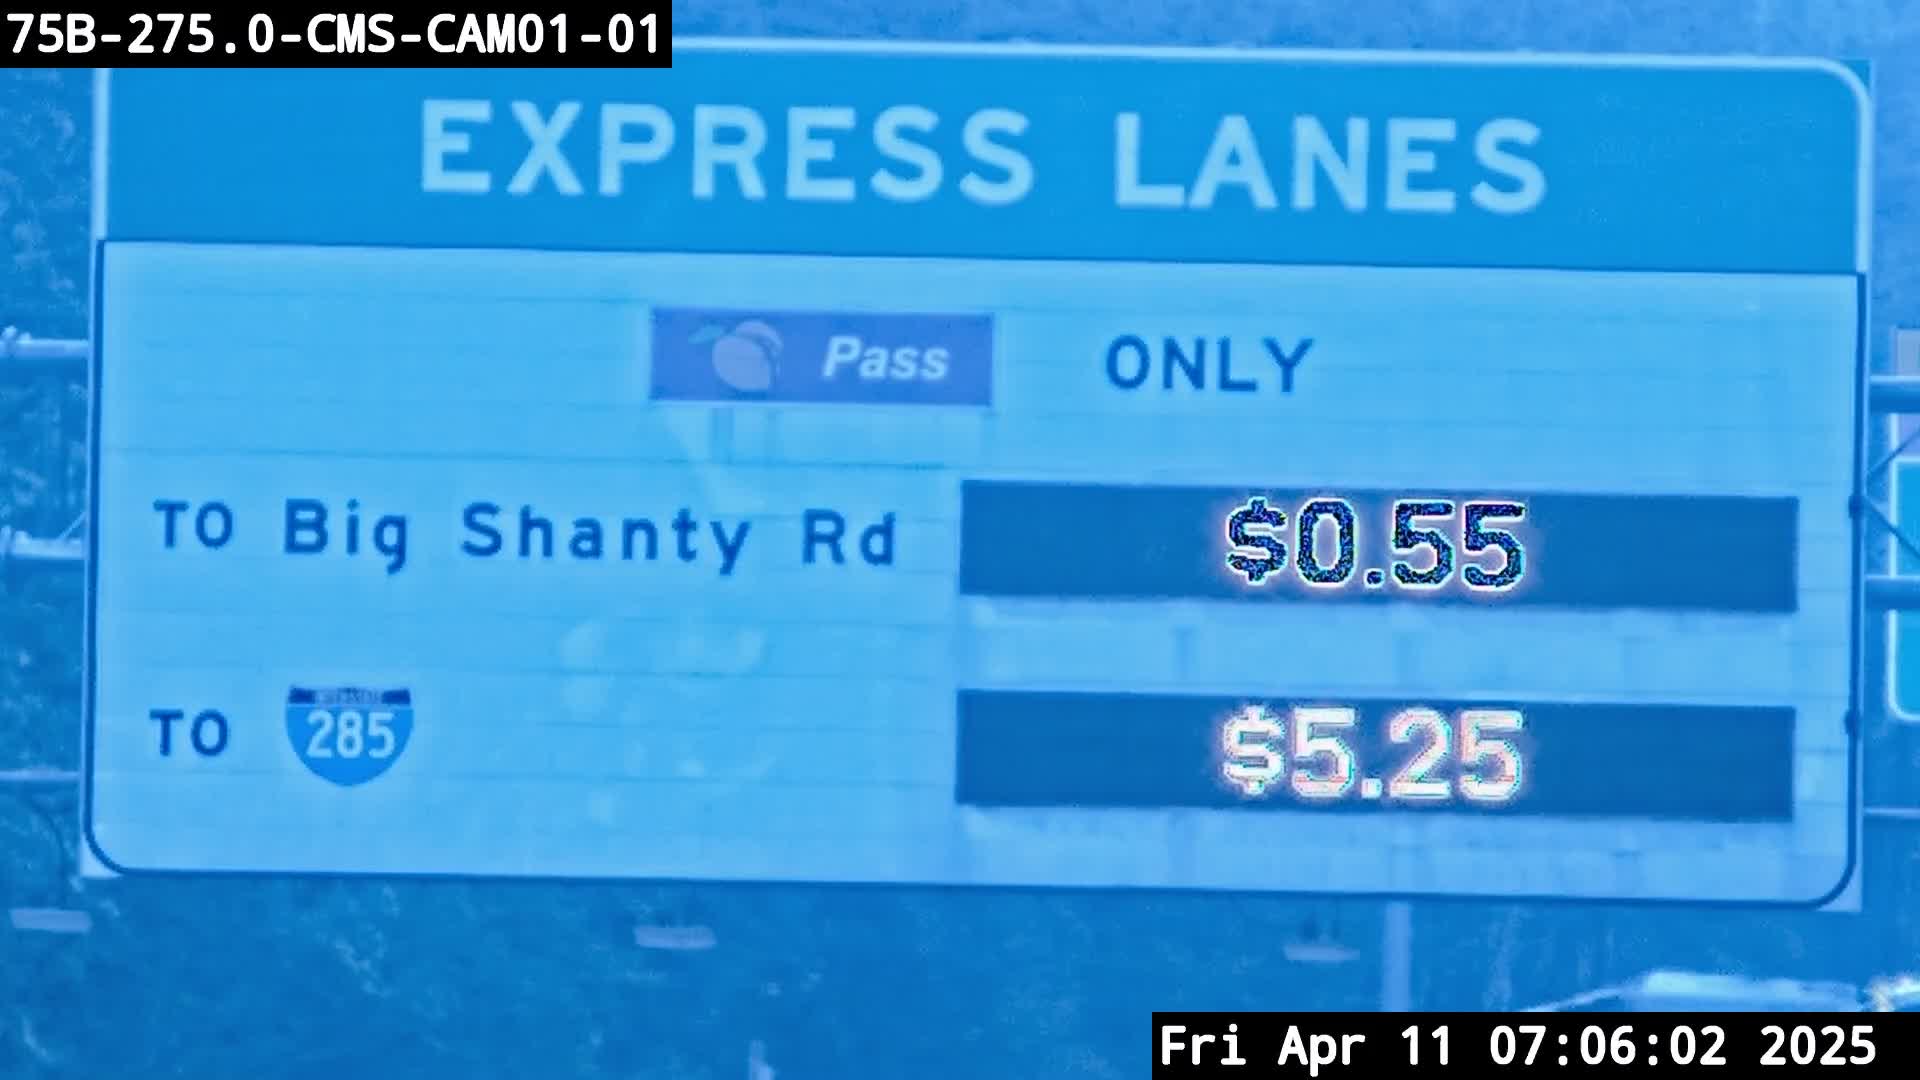 75B-275.0-CMS-CAM01-01
EXPRESS LANES
Pass ONLY
TO Big Shanty Rd $0.55
INTERSTATE
TO 285 $5.25
Fri Apr 11 07:06:02 2025